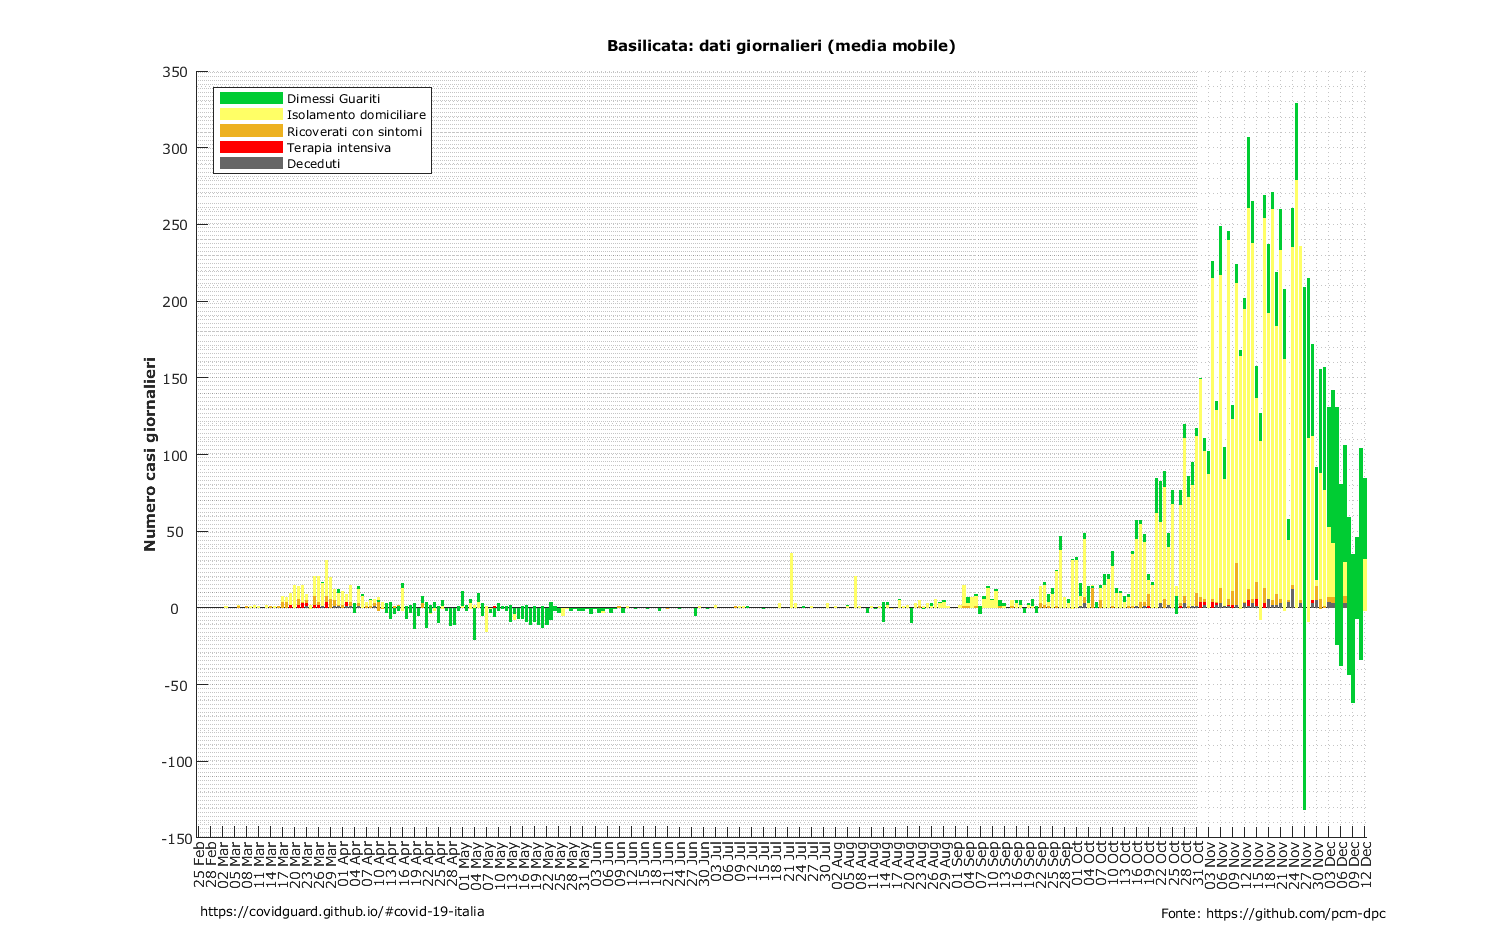 Basilicata: dati giornalieri (media mobile)
350
300
250
200
150
100
50
0
-50
-100
-150
Numero casi giornalieri
Dimessi Guariti
Isolamento domiciliare
Ricoverati con sintomi
Terapia intensiva
Deceduti
25 Feb
28 Feb
02 Mar
05 Mar
08 Mar
11 Mar
14 Mar
17 Mar
20 Mar
23 Mar
26 Mar
29 Mar
01 Apr
04 Apr
07 Apr
10 Apr
13 Apr
16 Apr
19 Apr
22 Apr
25 Apr
28 Apr
01 May
04 May
07 May
10 May
13 May
16 May
19 May
22 May
25 May
28 May
31 May
03 Jun
06 Jun
09 Jun
12 Jun
15 Jun
18 Jun
21 Jun
24 Jun
27 Jun
30 Jun
03 Jul
06 Jul
09 Jul
12 Jul
15 Jul
18 Jul
21 Jul
24 Jul
27 Jul
30 Jul
02 Aug
05 Aug
08 Aug
11 Aug
14 Aug
17 Aug
20 Aug
23 Aug
26 Aug
29 Aug
01 Sep
04 Sep
07 Sep
10 Sep
13 Sep
16 Sep
19 Sep
22 Sep
25 Sep
28 Sep
01 Oct
04 Oct
07 Oct
10 Oct
13 Oct
16 Oct
19 Oct
22 Oct
25 Oct
28 Oct
31 Oct
03 Nov
06 Nov
09 Nov
12 Nov
15 Nov
18 Nov
21 Nov
24 Nov
27 Nov
30 Nov
03 Dec
06 Dec
09 Dec
12 Dec
https://covidguard.github.io/#covid-19-italia
Fonte: https://github.com/pcm-dpc